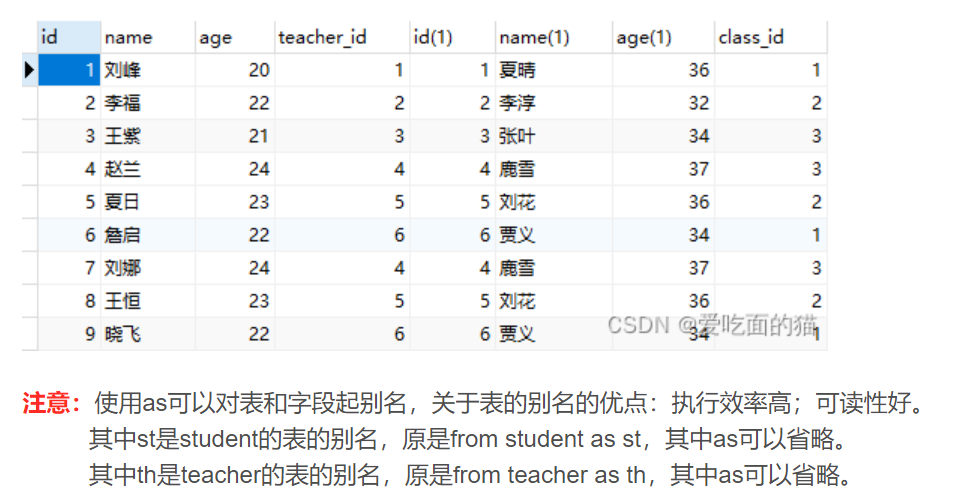 id name age teacher_id id(1) name(1) age(1) class_id
1 刘峰 20 1 1 夏晴 36 1
2 李福 22 2 2 李淳 32 2
3 王紫 21 3 3 张叶 34 3
4 赵兰 24 4 4 鹿雪 37 3
5 夏日 23 5 5 刘花 36 2
6 詹启 22 6 6 贾义 34 1
7 刘娜 24 4 4 鹿雪 37 3
8 王恒 23 5 5 刘花 36 2
9 晓飞 22 6 6 贾义 34 1
CSDN @爱吃面的猫
注意：使用as可以对表和字段起别名，关于表的别名的优点：执行效率高；可读性好。
其中st是student的表的别名，原是from student as st，其中as可以省略。
其中th是teacher的表的别名，原是from teacher as th，其中as可以省略。